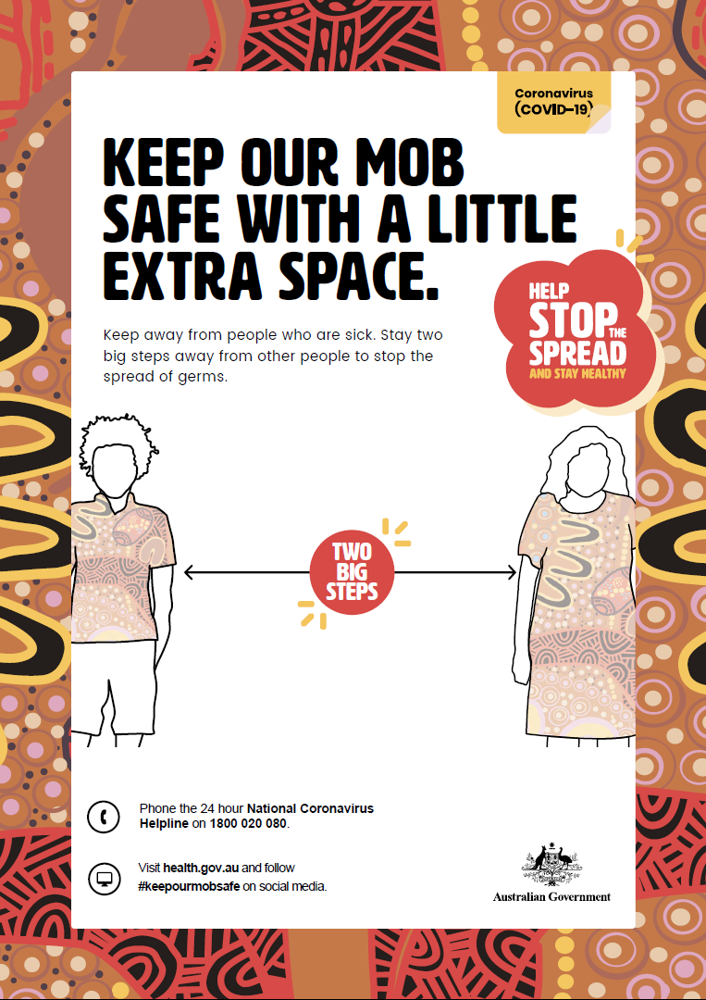 Coronavirus
(COVID–19)
KEEP OUR MOB
SAFE WITH A LITTLE
EXTRA SPACE.
Keep away from people who are sick. Stay two
big steps away from other people to stop the
spread of germs.
HELP
STOP THE
SPREAD
AND STAY HEALTHY
TWO
BIG
STEPS
Phone the 24 hour National Coronavirus
Helpline on 1800 020 080.
Visit health.gov.au and follow
#keepourmobsafe on social media.
Australian Government